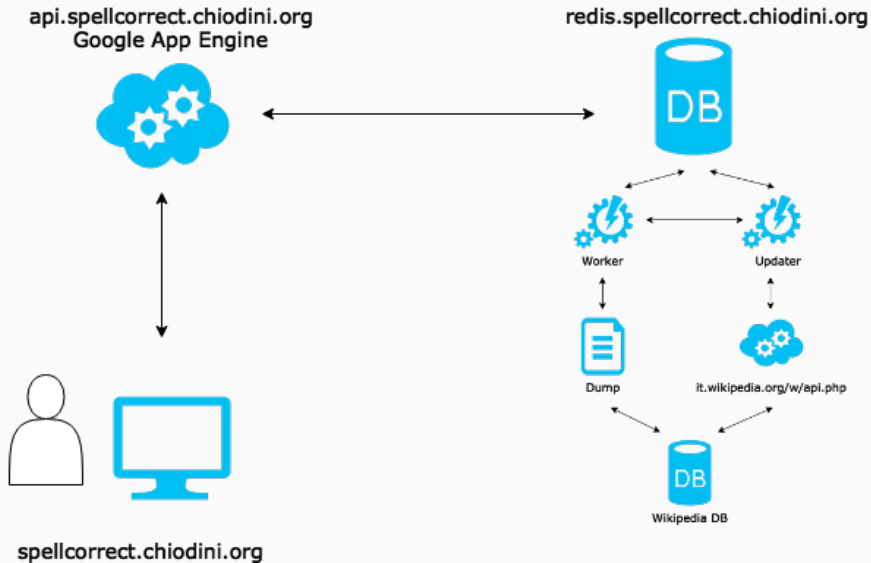 api.spellcorrect.chiodini.org
Google App Engine
redis.spellcorrect.chiodini.org
DB
Worker
Updater
Dump
it.wikipedia.org/w/api.php
DB
Wikipedia DB
spellcorrect.chiodini.org